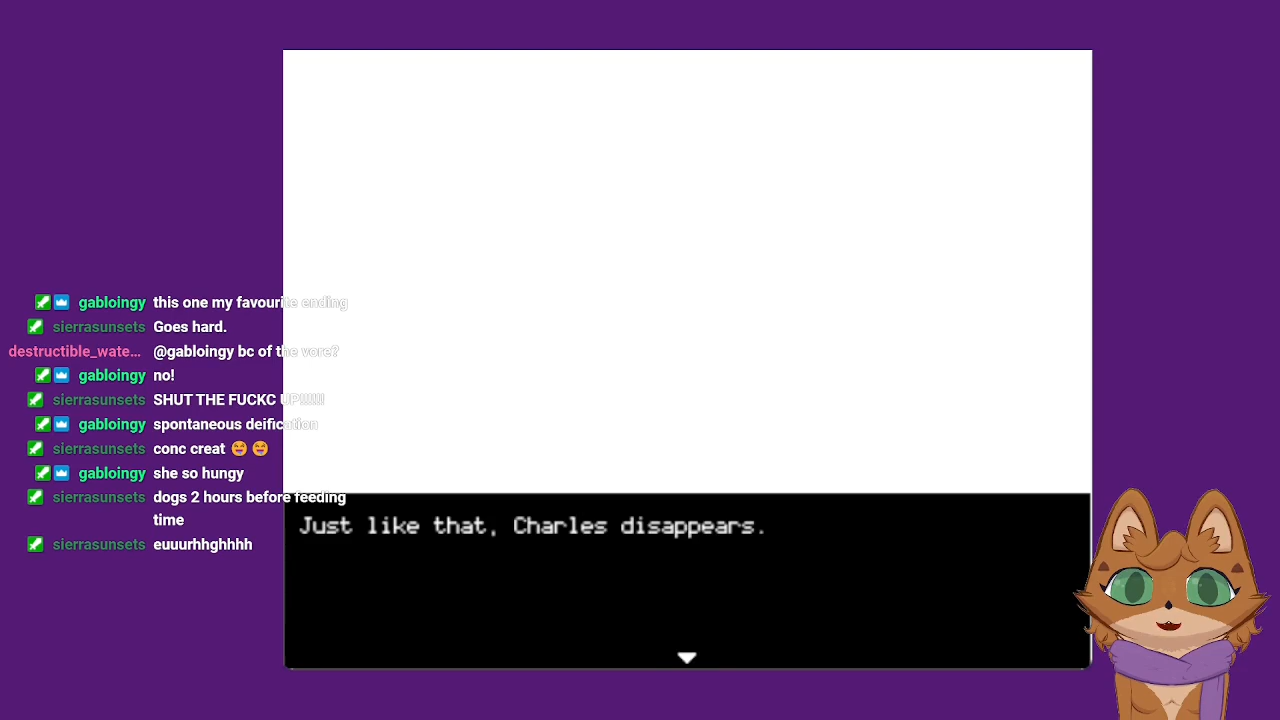 gabloingy this one my favourite ending
sierrasunsets Goes hard.
destructible_wate... @gabloingy bc of the vore?
gabloingy no!
sierrasunsets SHUT THE FUCKC UP!!!!!!
gabloingy spontaneous deification
sierrasunsets conc creat 😆 😆
gabloingy she so hungy
sierrasunsets dogs 2 hours before feeding
time
sierrasunsets euuurhhghhhh
Just like that, Charles disappears.